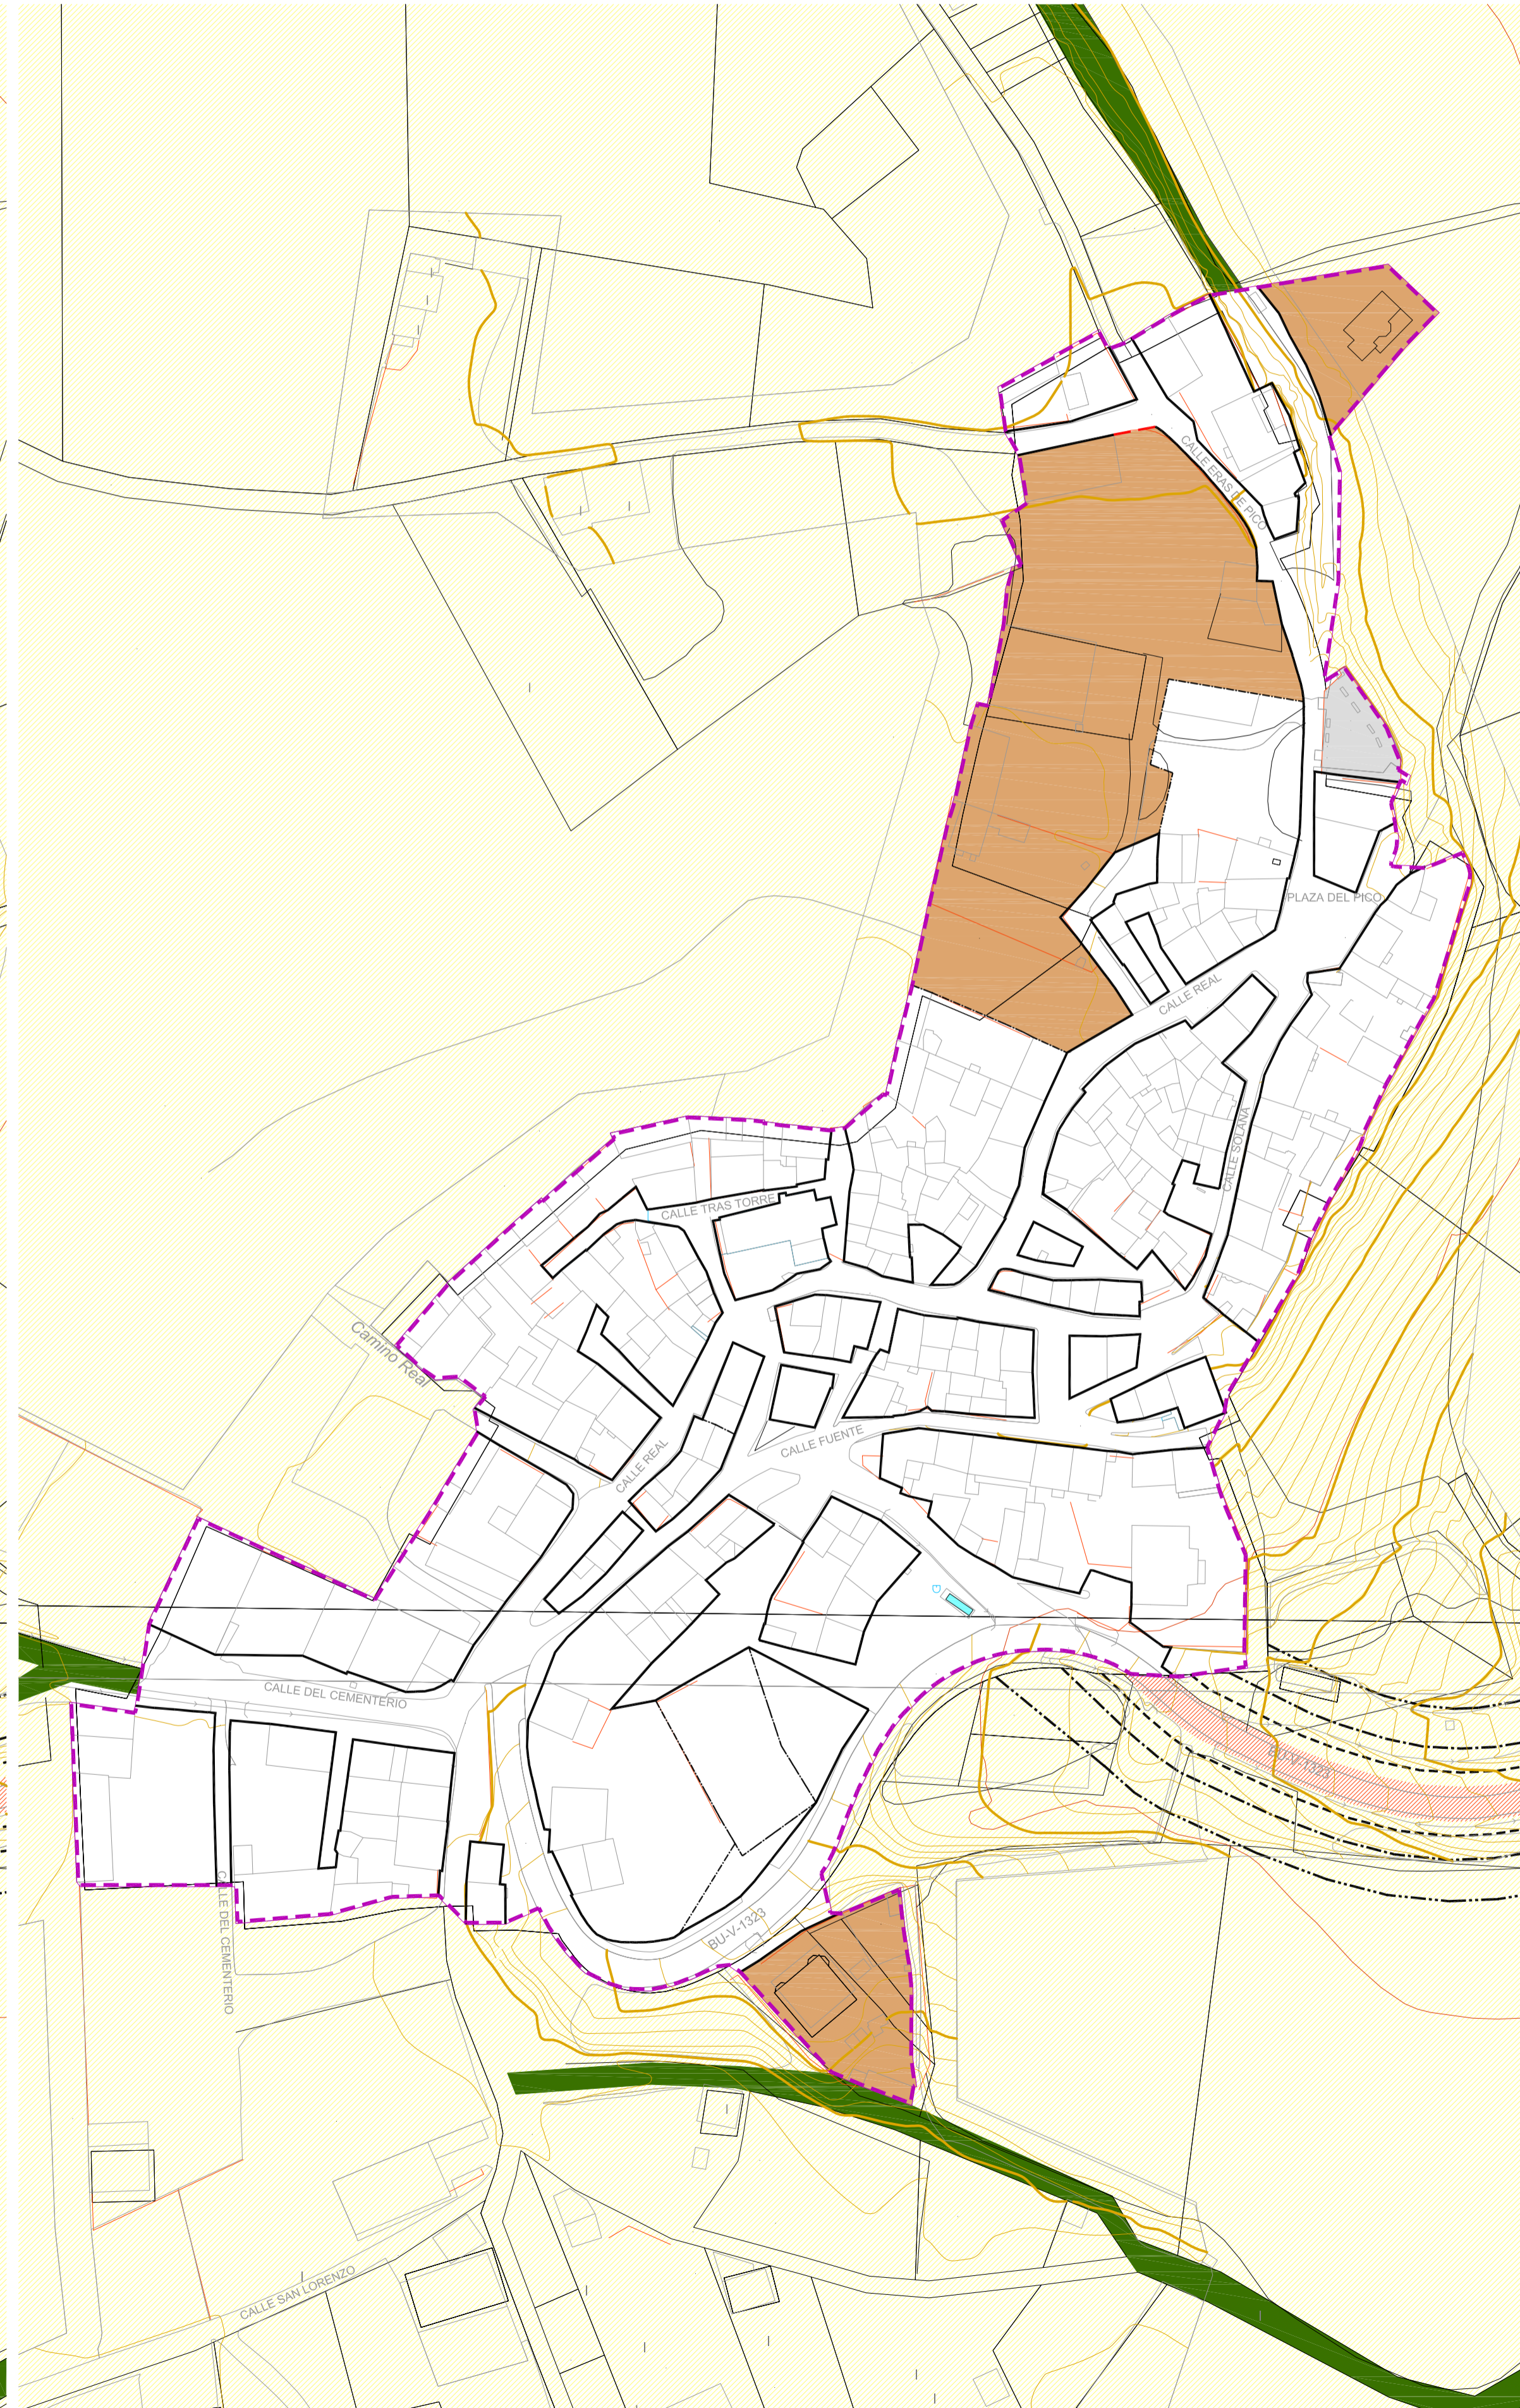 CALLE ERAS DE PICO
PLAZA DEL PICO
CALLE REAL
CALLE SOLANA
CALLE TRAS TORRE
Camino Real
CALLE FUENTE
CALLE REAL
CALLE DEL CEMENTERIO
BU-V-1323
CALLE DEL CEMENTERIO
BU-V-1323
CALLE SAN LORENZO